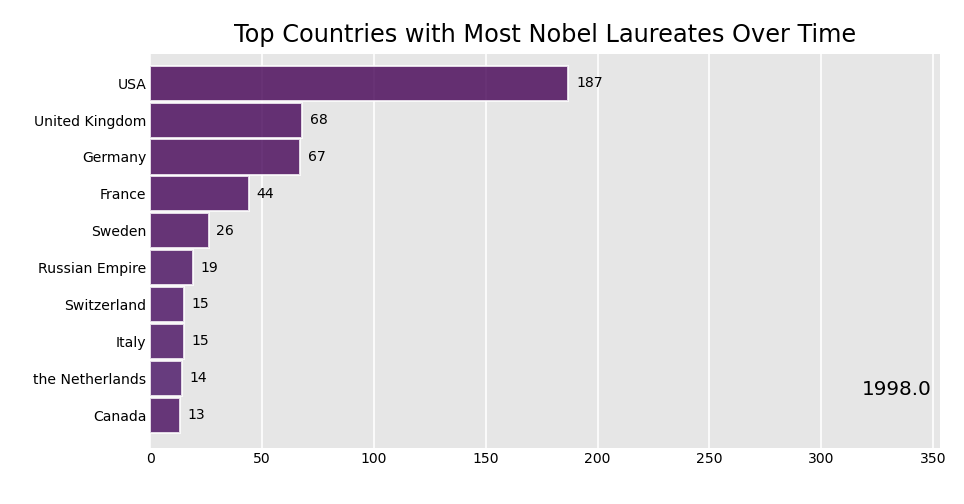 Top Countries with Most Nobel Laureates Over Time
USA 187
United Kingdom 68
Germany 67
France 44
Sweden 26
Russian Empire 19
Switzerland 15
Italy 15
the Netherlands 14
1998.0
Canada 13
0 50 100 150 200 250 300 350